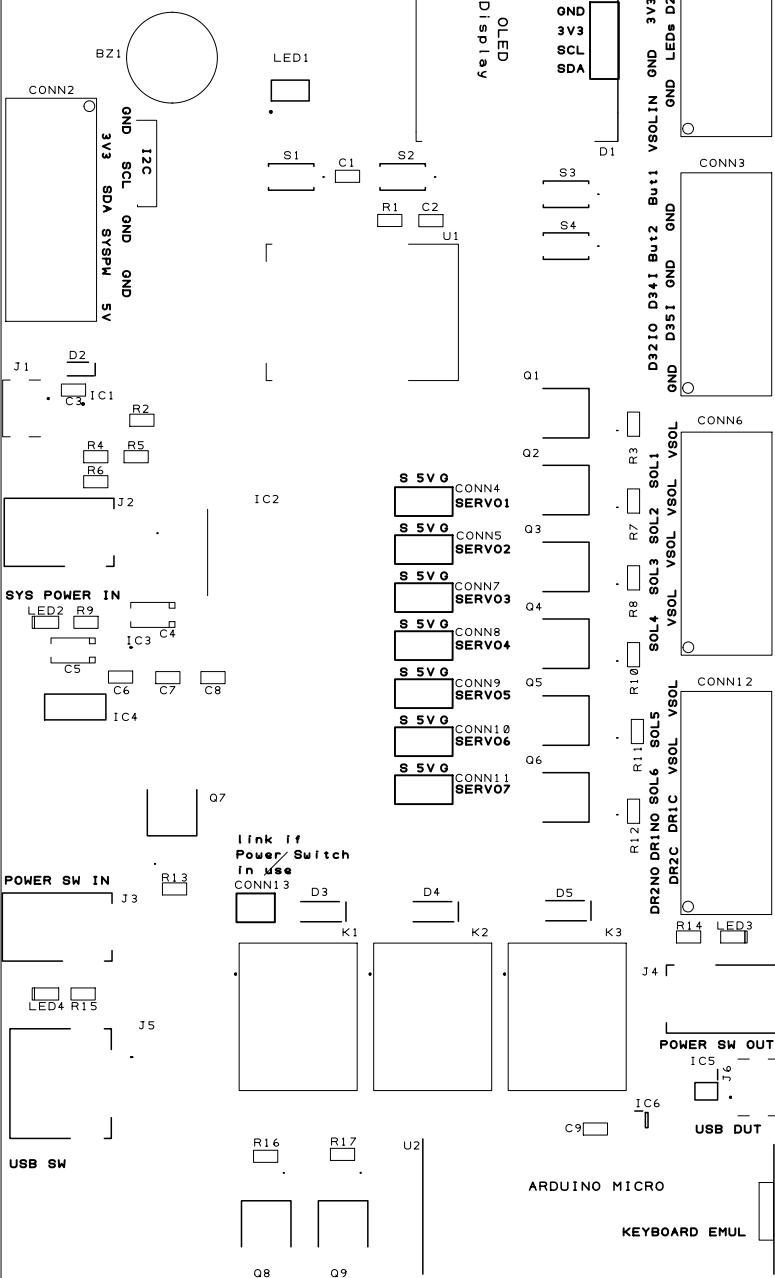 OLED
Display
GND
3V3
SCL
SDA
D1
3V3
GND
LEDs
D2
GND
VSOLIN
BZ1
LED1
CONN2
GND
3V3
SCL
SDA
GND
SYSPW
GND
5V
I2C
S1
C1
S2
R1
C2
U1
S3
S4
CONN3
But1
GND
But2
GND
D34I
D35I
D32IO
GND
J1
D2
C3
IC1
R2
R4
R5
R6
J2
IC2
SYS POWER IN
LED2
R9
IC3
C4
C5
C6
C7
C8
IC4
Q1
Q2
Q3
Q4
Q5
Q6
R3
R7
R8
R10
R11
R12
S 5V G
CONN4
SERVO1
S 5V G
CONN5
SERVO2
S 5V G
CONN7
SERVO3
S 5V G
CONN8
SERVO4
S 5V G
CONN9
SERVO5
S 5V G
CONN10
SERVO6
S 5V G
CONN11
SERVO7
CONN6
VSOL
SOL1
VSOL
SOL2
VSOL
SOL3
VSOL
SOL4
CONN12
VSOL
SOL5
VSOL
SOL6
DR1C
DR1NO
DR2C
DR2NO
Q7
link if
Power Switch
in use
POWER SW IN
R13
J3
CONN13
D3
D4
D5
K1
K2
K3
R14
LED3
J4
POWER SW OUT
LED4
R15
J5
USB SW
IC5
J6
IC6
C9
USB DUT
R16
R17
U2
ARDUINO MICRO
KEYBOARD EMUL
Q8
Q9